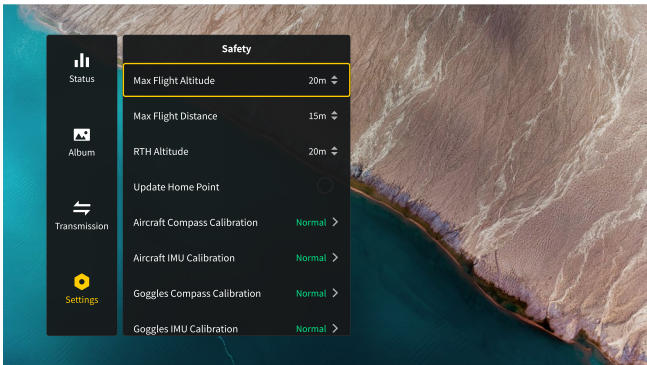 Safety
Status
Max Flight Altitude 20m
Max Flight Distance 15m
Album
RTH Altitude 20m
Update Home Point
Transmission
Aircraft Compass Calibration Normal
Aircraft IMU Calibration Normal
Settings
Goggles Compass Calibration Normal
Goggles IMU Calibration Normal